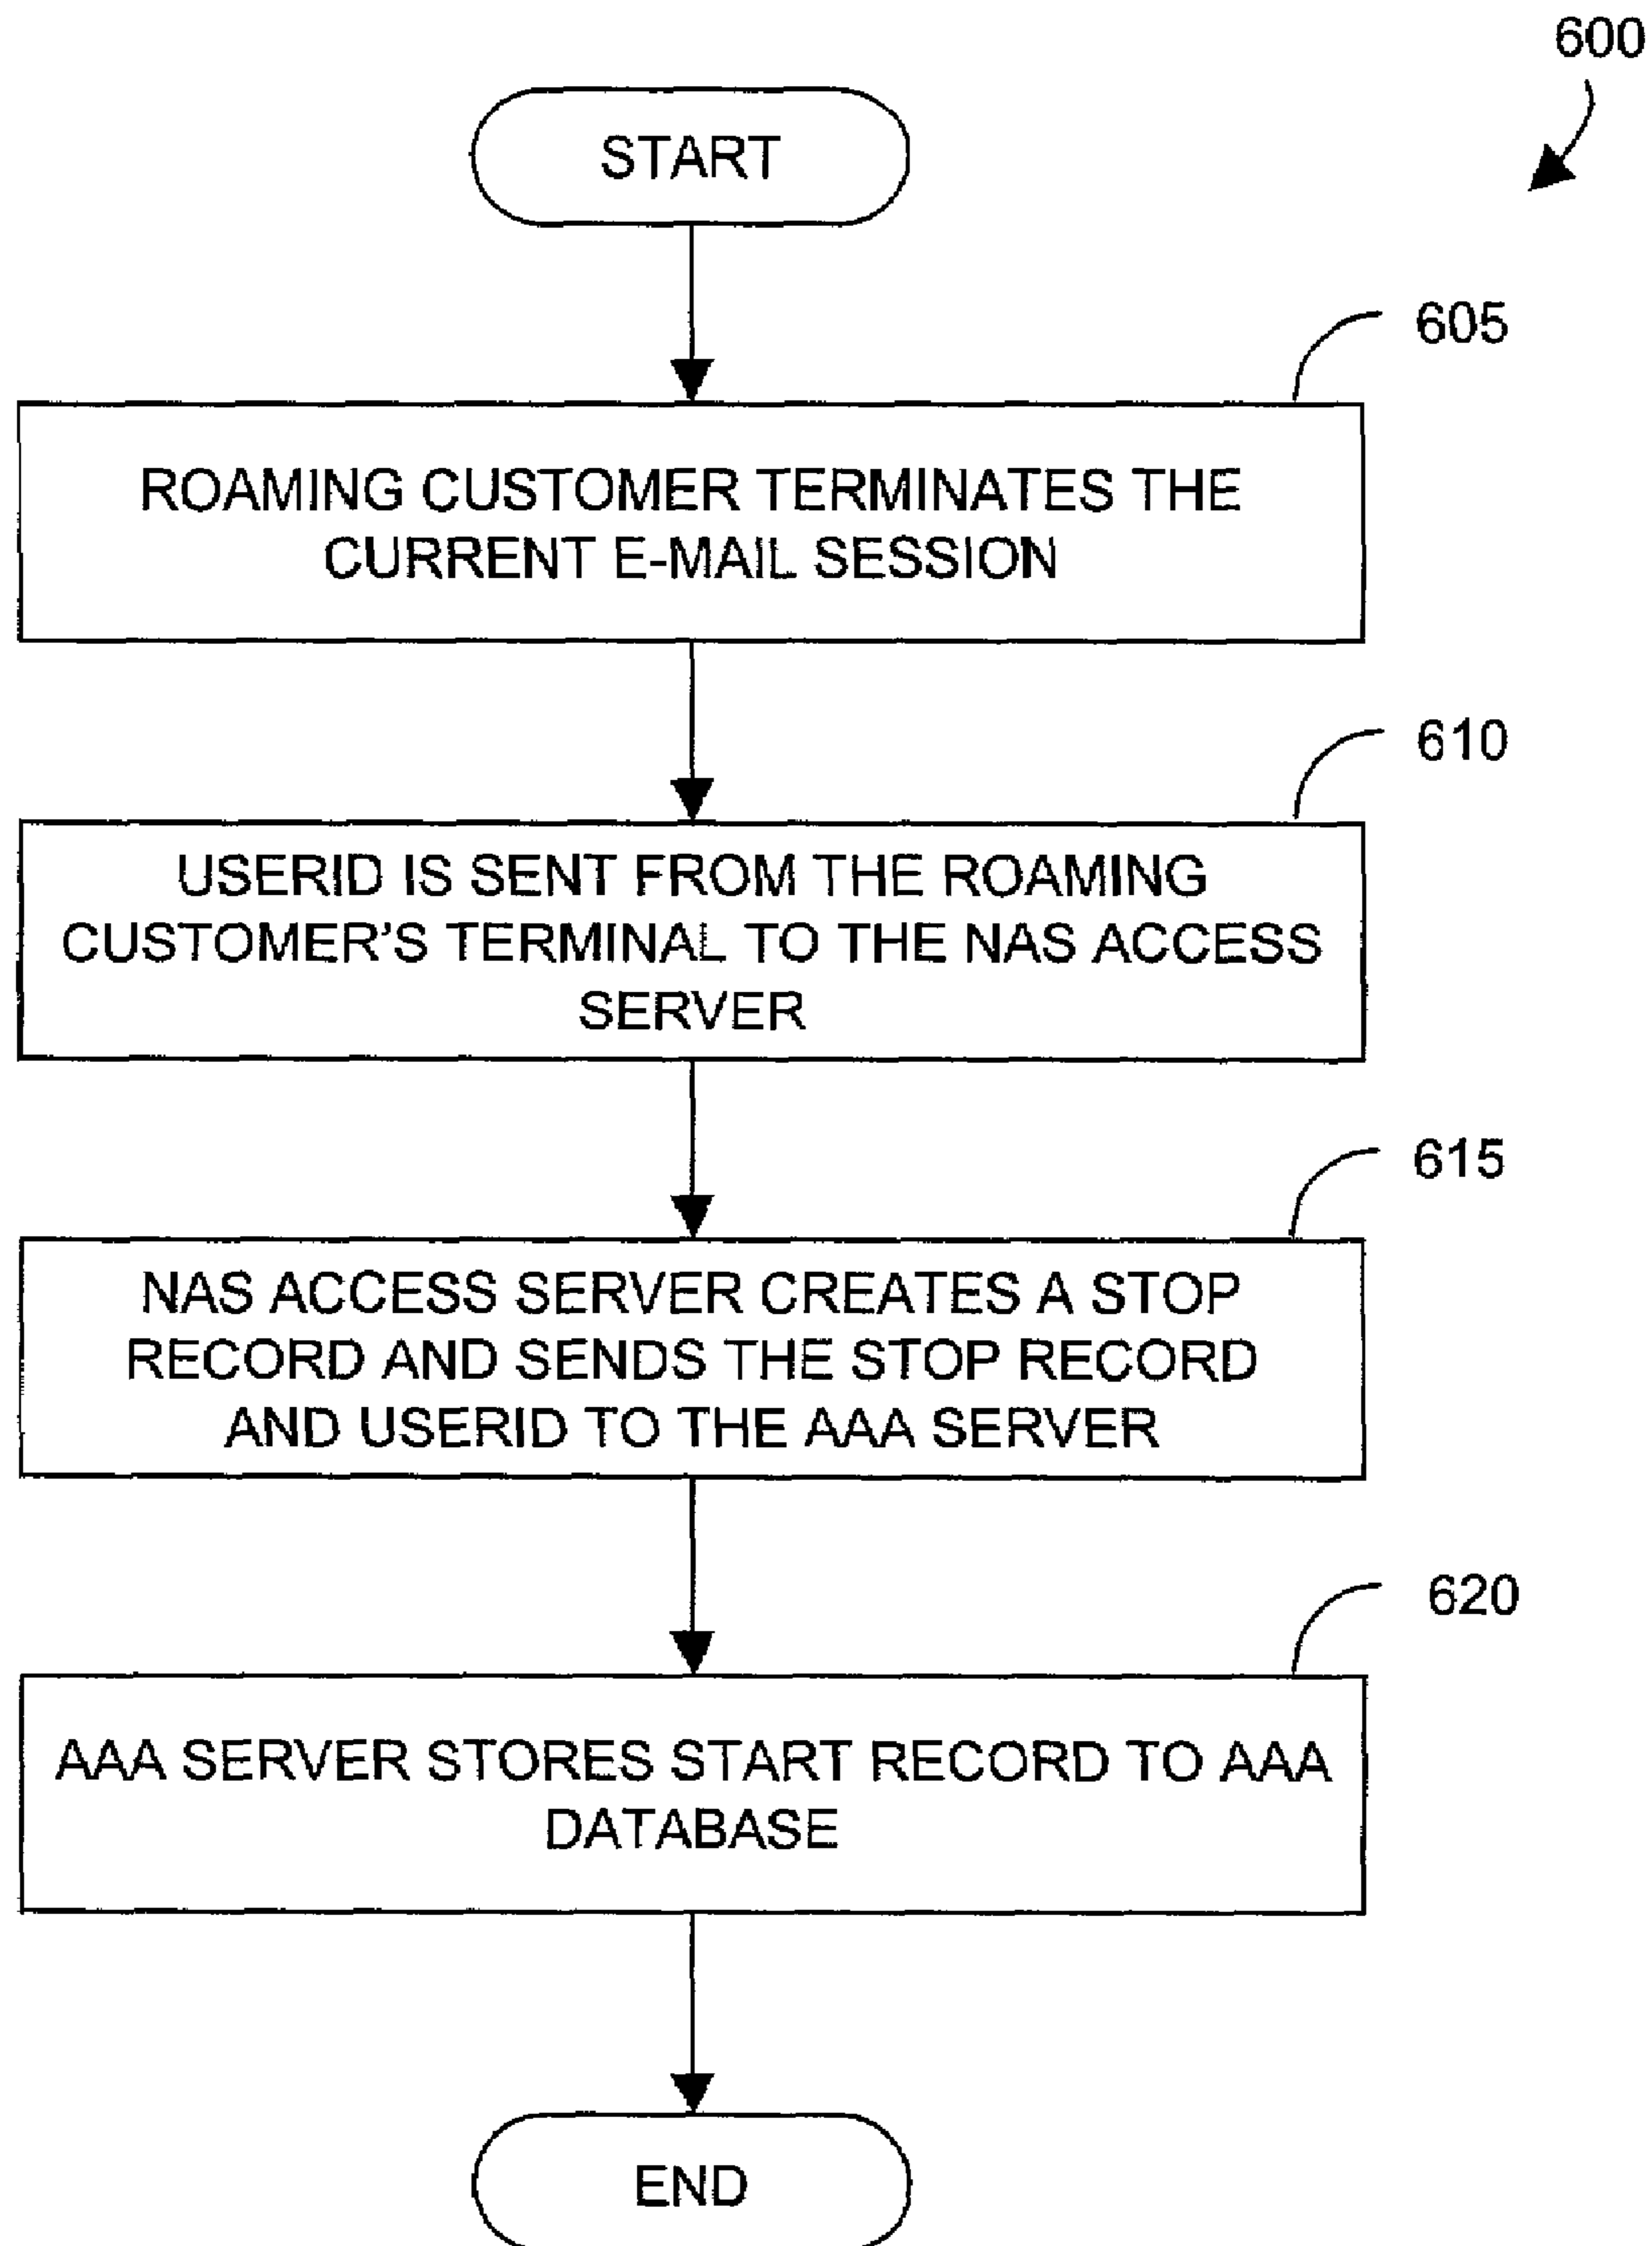 600
START
605
ROAMING CUSTOMER TERMINATES THE
CURRENT E-MAIL SESSION
610
USERID IS SENT FROM THE ROAMING
CUSTOMER'S TERMINAL TO THE NAS ACCESS
SERVER
615
NAS ACCESS SERVER CREATES A STOP
RECORD AND SENDS THE STOP RECORD
AND USERID TO THE AAA SERVER
620
AAA SERVER STORES START RECORD TO AAA
DATABASE
END